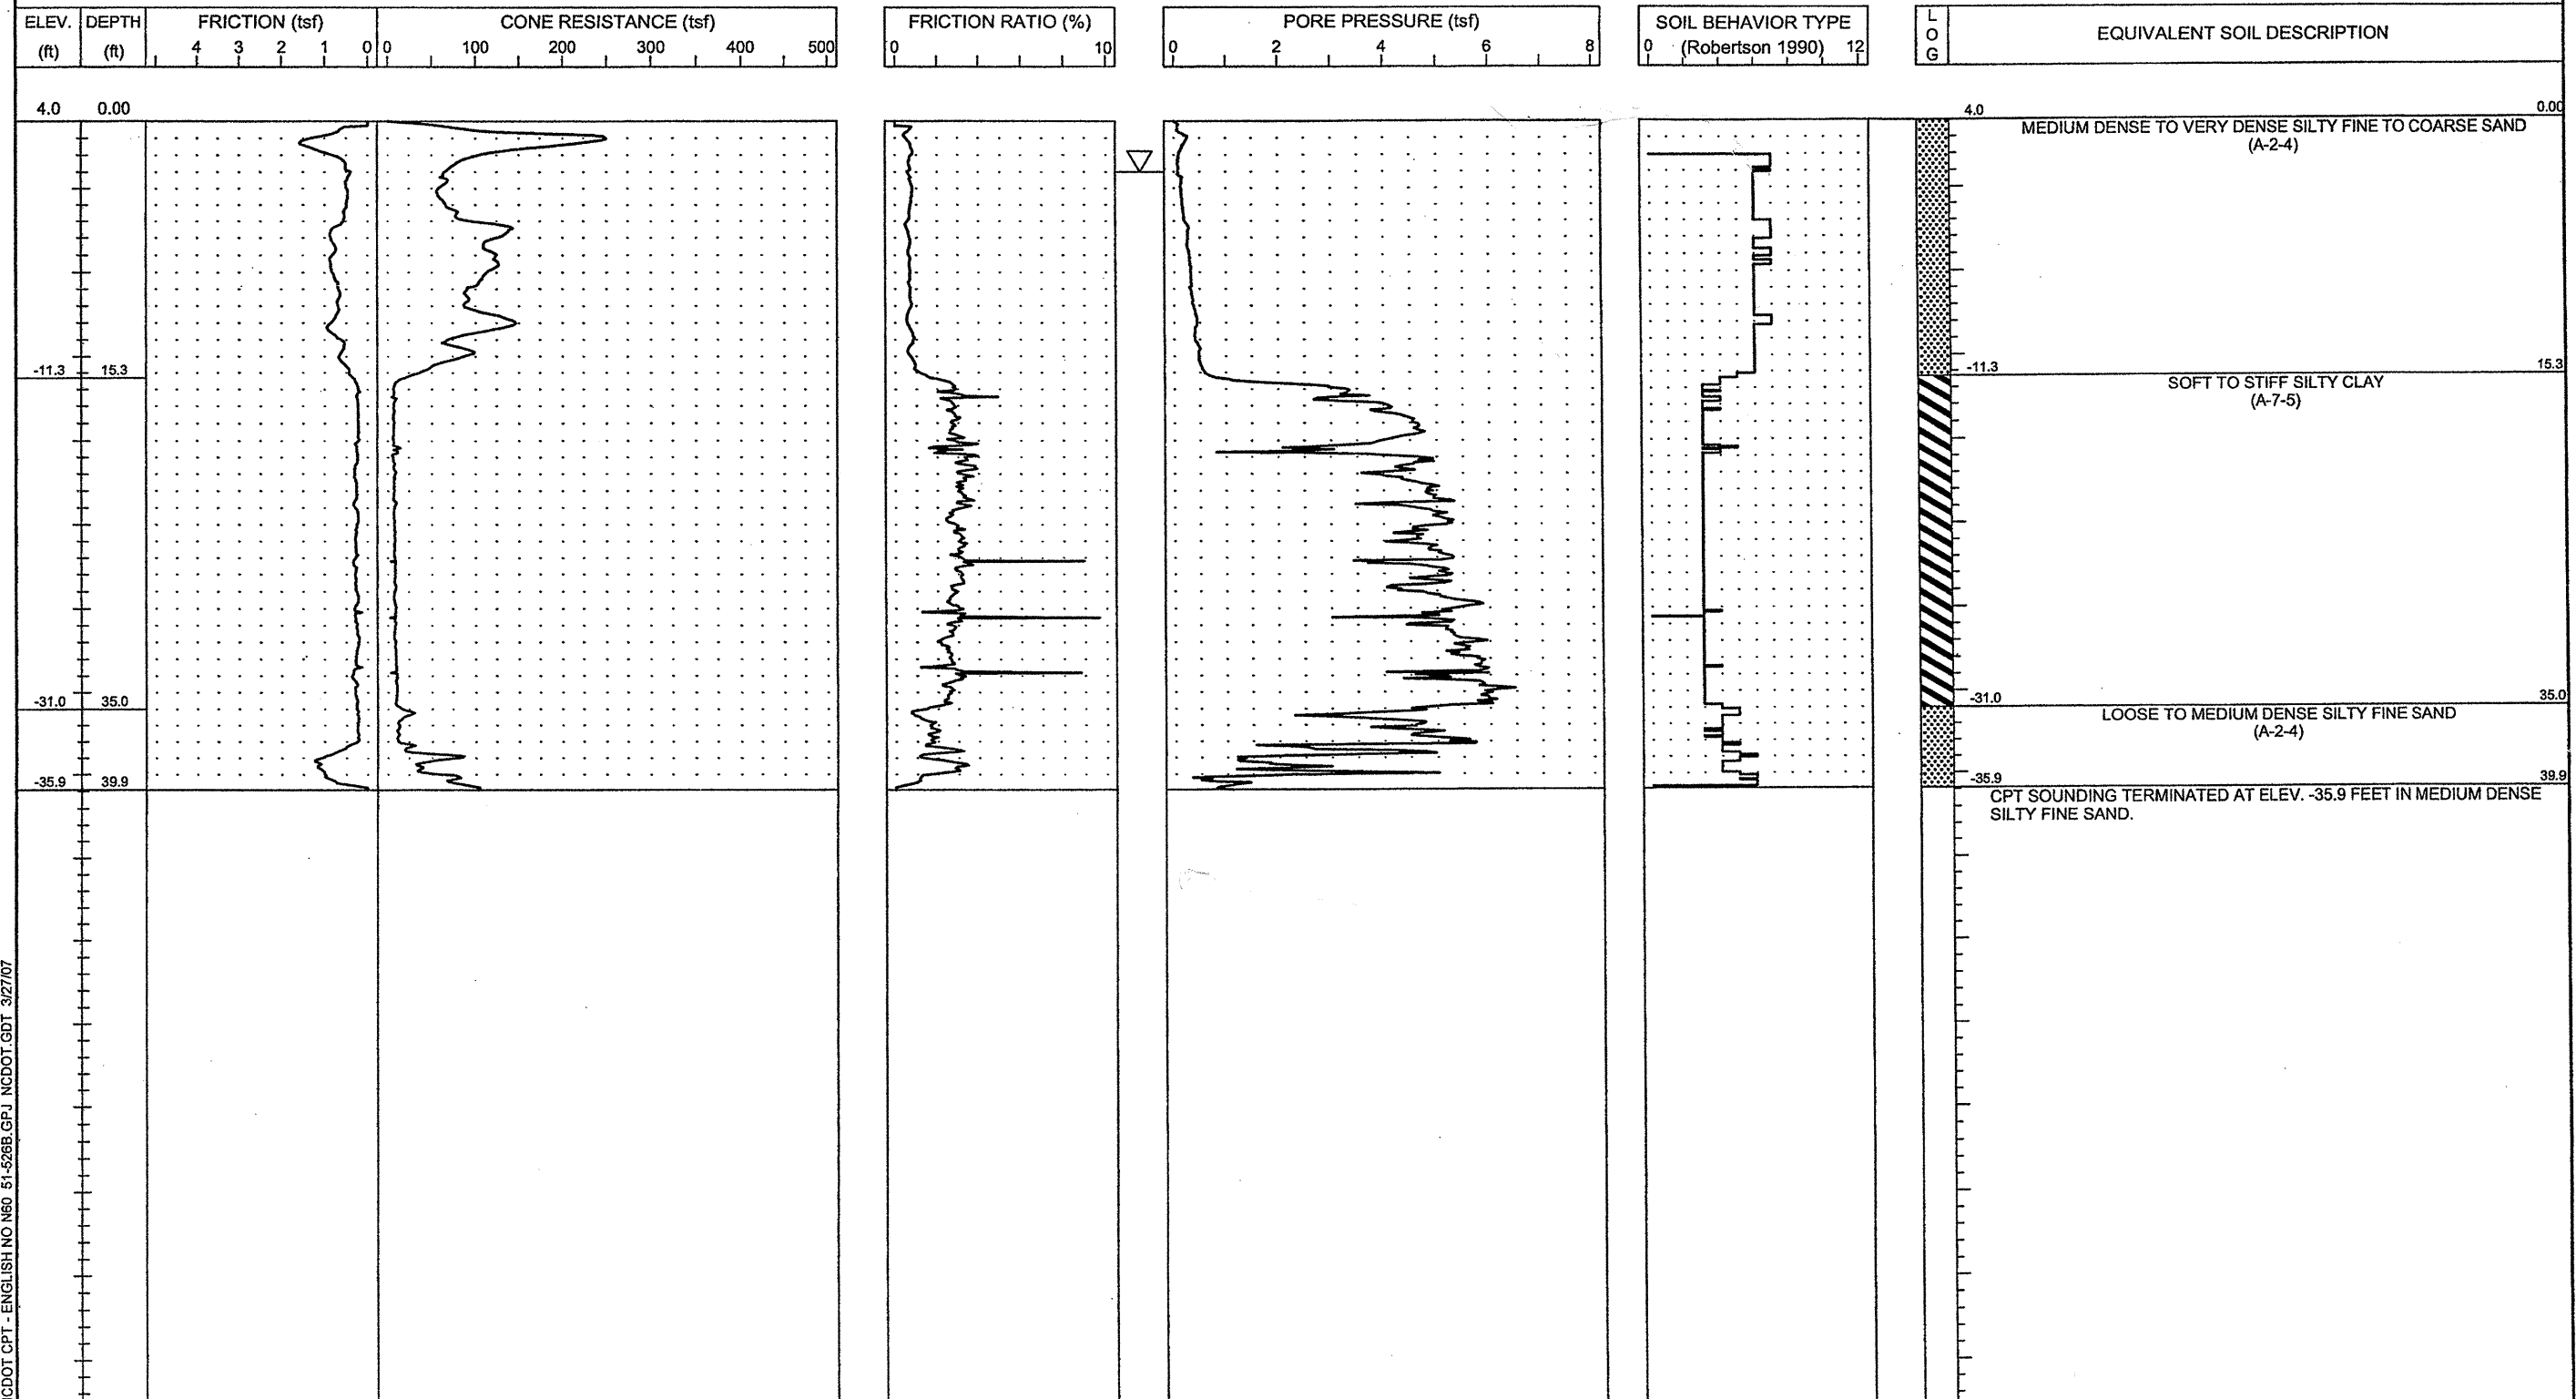 ELEV. (ft)
DEPTH (ft)
FRICTION (tsf)
4 3 2 1 0
CONE RESISTANCE (tsf)
0 100 200 300 400 500
FRICTION RATIO (%)
0 10
PORE PRESSURE (tsf)
0 2 4 6 8
SOIL BEHAVIOR TYPE
(Robertson 1990)
0 12
LOG
EQUIVALENT SOIL DESCRIPTION
4.0 0.00
4.0 0.00
MEDIUM DENSE TO VERY DENSE SILTY FINE TO COARSE SAND
(A-2-4)
-11.3 15.3
-11.3 15.3
SOFT TO STIFF SILTY CLAY
(A-7-5)
-31.0 35.0
-31.0 35.0
LOOSE TO MEDIUM DENSE SILTY FINE SAND
(A-2-4)
-35.9 39.9
-35.9 39.9
CPT SOUNDING TERMINATED AT ELEV. -35.9 FEET IN MEDIUM DENSE
SILTY FINE SAND.
CDOT CPT - ENGLISH NO N60 51-526B.GPJ NCDOT.GDT 3/27/07